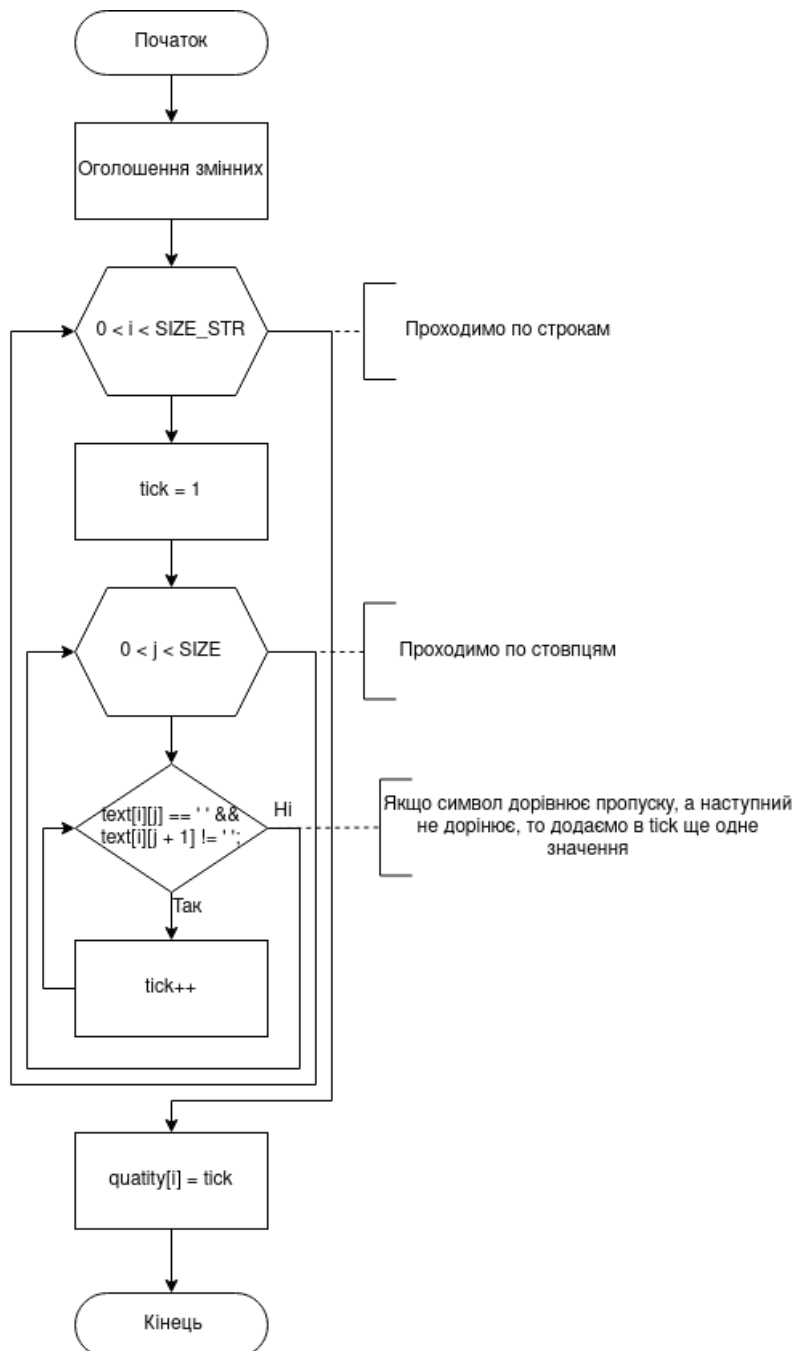 Початок
Оголошення змінних
0 < i < SIZE_STR
Проходимо по строкам
tick = 1
0 < j < SIZE
Проходимо по стовпцям
text[i][j] == ' ' &&
text[i][j + 1] != ' ';
Ні
Якщо символ дорівнює пропуску, а наступний
не дорінює, то додаємо в tick ще одне
значення
Так
tick++
quatity[i] = tick
Кінець